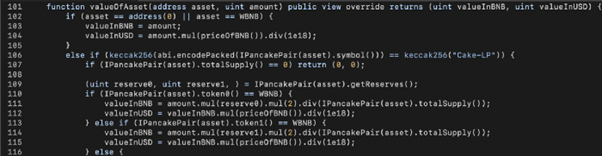 101 function valueOfAsset(address asset, uint amount) public view override returns (uint valueInBNB, uint valueInUSD) {
102 if (asset == address(0) || asset == WBNB) {
103 valueInBNB = amount;
104 valueInUSD = amount.mul(priceOfBNB()).div(1e18);
105 }
106 else if (keccak256(abi.encodePacked(IPancakePair(asset).symbol())) == keccak256("Cake-LP")) {
107 if (IPancakePair(asset).totalSupply() == 0) return (0, 0);
108
109 (uint reserve0, uint reserve1, ) = IPancakePair(asset).getReserves();
110 if (IPancakePair(asset).token0() == WBNB) {
111 valueInBNB = amount.mul(reserve0).mul(2).div(IPancakePair(asset).totalSupply());
112 valueInUSD = valueInBNB.mul(priceOfBNB()).div(1e18);
113 } else if (IPancakePair(asset).token1() == WBNB) {
114 valueInBNB = amount.mul(reserve1).mul(2).div(IPancakePair(asset).totalSupply());
115 valueInUSD = valueInBNB.mul(priceOfBNB()).div(1e18);
116 } else {